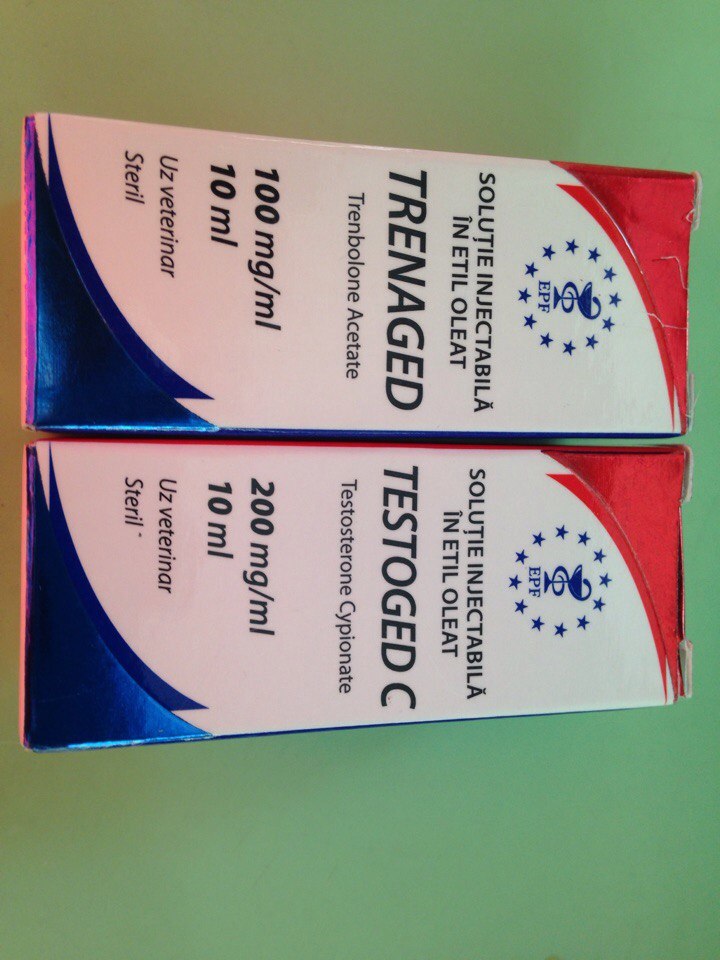 EPF
SOLUȚIE INJECTABILĂ
ÎN ETIL OLEAT
TRENAGED
Trenbolone Acetate
100 mg/ml
10 ml
Uz veterinar
Steril
EPF
SOLUȚIE INJECTABILĂ
ÎN ETIL OLEAT
TESTOGED C
Testosterone Cypionate
200 mg/ml
10 ml
Uz veterinar
Steril